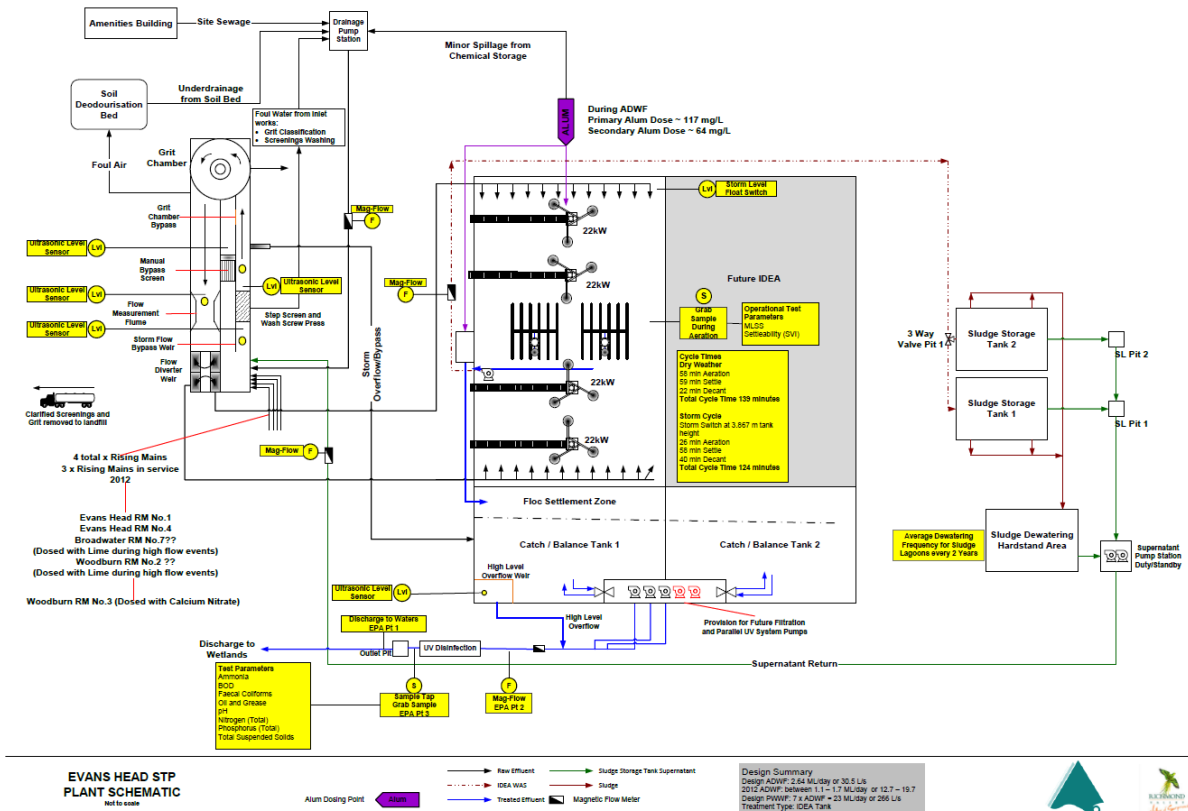 Amenities Building
Site Sewage
Drainage
Pump
Station
Minor Spillage from
Chemical Storage
Soil
Deodourisation
Bed
Underdrainage
from Soil Bed
Foul Water from Inlet
works:
• Grit Classification
• Screenings Washing
ALUM
During ADWF
Primary Alum Dose ~ 117 mg/L
Secondary Alum Dose ~ 64 mg/L
Foul Air
Grit
Chamber
Grit
Chamber
Bypass
Mag-Flow
F
Lvl
Storm Level
Float Switch
22kW
22kW
Ultrasonic Level
Sensor
Lvl
Manual
Bypass
Screen
Lvl
Ultrasonic Level
Sensor
Mag-Flow
F
Future IDEA
Ultrasonic Level
Sensor
Lvl
Flow
Measurement
Flume
Step Screen and
Wash Screw Press
S
Grab
Sample
During
Aeration
Operational Test
Parameters
MLSS
Settleability (SVI)
Ultrasonic Level
Sensor
Lvl
Storm Flow
Bypass Weir
Flow
Diverter
Weir
Storm
Overflow/Bypass
22kW
22kW
Cycle Times
Dry Weather
58 min Aeration
59 min Settle
22 min Decant
Total Cycle Time 139 minutes
Storm Cycle
Storm Switch at 3.867 m tank
height
26 min Aeration
58 min Settle
40 min Decant
Total Cycle Time 124 minutes
3 Way
Valve Pit 1
Sludge Storage
Tank 2
SL Pit 2
Sludge Storage
Tank 1
SL Pit 1
Clarified Screenings and
Grit removed to landfill
Mag-Flow
F
4 total x Rising Mains
3 x Rising Mains in service
2012
Evans Head RM No.1
Evans Head RM No.4
Broadwater RM No.7??
(Dosed with Lime during high flow events)
Woodburn RM No.2 ??
(Dosed with Lime during high flow events)
Woodburn RM No.3 (Dosed with Calcium Nitrate)
Floc Settlement Zone
Catch / Balance Tank 1
Catch / Balance Tank 2
Average Dewatering
Frequency for Sludge
Lagoons every 2 Years
Sludge Dewatering
Hardstand Area
Supernatant
Pump Station
Duty/Standby
High Level
Overflow Weir
Ultrasonic Level
Sensor
Lvl
High Level
Overflow
Provision for Future Filtration
and Parallel UV System Pumps
Discharge to Waters
EPA Pt 1
Discharge to
Wetlands
Outlet Pit
UV Disinfection
Supernatant Return
Test Parameters
Ammonia
BOD
Faecal Coliforms
Oil and Grease
pH
Nitrogen (Total)
Phosphorus (Total)
Total Suspended Solids
S
Sample Tap
Grab Sample
EPA Pt 3
F
Mag-Flow
EPA Pt 2
EVANS HEAD STP
PLANT SCHEMATIC
Not to scale
Alum Dosing Point
Alum
Raw Effluent
IDEA WAS
Treated Effluent
Sludge Storage Tank Supernatant
Sludge
Magnetic Flow Meter
Design Summary
Design ADWF: 2.64 ML/day or 30.5 L/s
2012 ADWF: between 1.1 – 1.7 ML/day or 12.7 – 19.7
Design PWWF: 7 x ADWF = 23 ML/day or 266 L/s
Treatment Type: IDEA Tank
RICHMOND
VALLEY